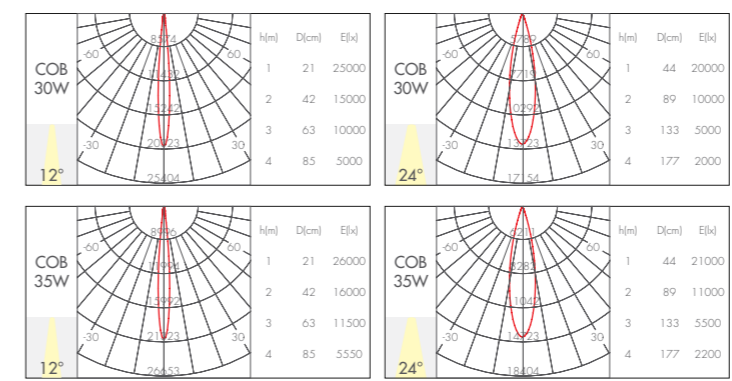 COB
30W
12°
8574
-60
60
11432
15242
-30
20323
30
25404
h(m) D(cm) E(lx)
1 21 25000
2 42 15000
3 63 10000
4 85 5000
COB
30W
24°
5789
-60
60
7719
10292
-30
13723
30
17154
h(m) D(cm) E(lx)
1 44 20000
2 89 10000
3 133 5000
4 177 2000
COB
35W
12°
8996
-60
60
11994
15992
-30
21323
30
26653
h(m) D(cm) E(lx)
1 21 26000
2 42 16000
3 63 11500
4 85 5550
COB
35W
24°
6211
-60
60
8282
11042
-30
14723
30
18404
h(m) D(cm) E(lx)
1 44 21000
2 89 11000
3 133 5500
4 177 2200